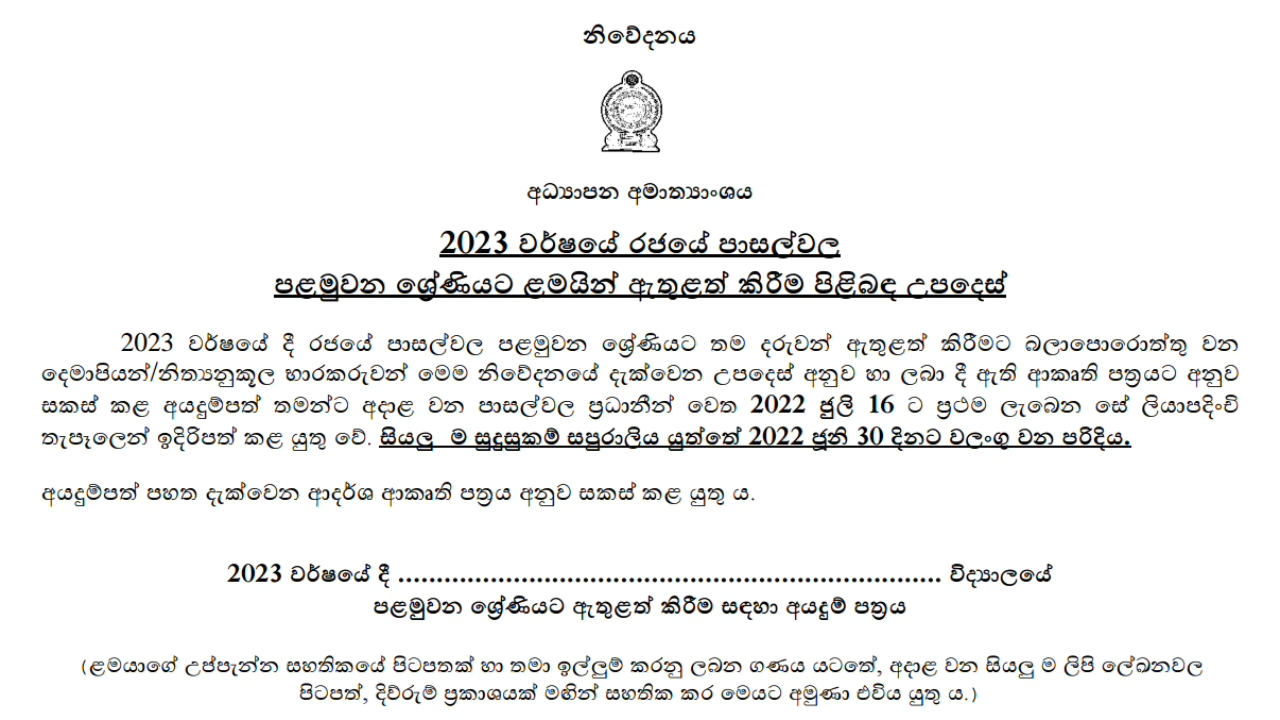 නිවේදනය
අධ්‍යාපන අමාත්‍යාංශය
2023 වර්ෂයේ රජයේ පාසල්වල
පළමුවන ශ්‍රේණියට ළමයින් ඇතුළත් කිරීම පිළිබඳ උපදෙස්
2023 වර්ෂයේ දී රජයේ පාසල්වල පළමුවන ශ්‍රේණියට තම දරුවන් ඇතුළත් කිරීමට බලාපොරොත්තු වන
දෙමාපියන්/නිත්‍යනුකූල භාරකරුවන් මෙම නිවේදනයේ දැක්වෙන උපදෙස් අනුව හා ලබා දී ඇති ආකෘති පත්‍රයට අනුව
සකස් කළ අයදුම්පත් තමන්ට අදාළ වන පාසල්වල ප්‍රධානීන් වෙත 2022 ජුලි 16 ට ප්‍රථම ලැබෙන සේ ලියාපදිංචි
තැපෑලෙන් ඉදිරිපත් කළ යුතු වේ. සියලු ම සුදුසුකම් සපුරාලිය යුත්තේ 2022 ජූනි 30 දිනට වලංගු වන පරිදිය.
අයදුම්පත් පහත දැක්වෙන ආදර්ශ ආකෘති පත්‍රය අනුව සකස් කළ යුතු ය.
2023 වර්ෂයේ දී ....................................................................... විද්‍යාලයේ
පළමුවන ශ්‍රේණියට ඇතුළත් කිරීම සඳහා අයදුම් පත්‍රය
(ළමයාගේ උප්පැන්න සහතිකයේ පිටපතක් හා තමා ඉල්ලුම් කරනු ලබන ගණය යටතේ, අදාළ වන සියලු ම ලිපි ලේඛනවල
පිටපත්, දිව්රුම් ප්‍රකාශයක් මඟින් සහතික කර මෙයට අමුණා එවිය යුතු ය.)